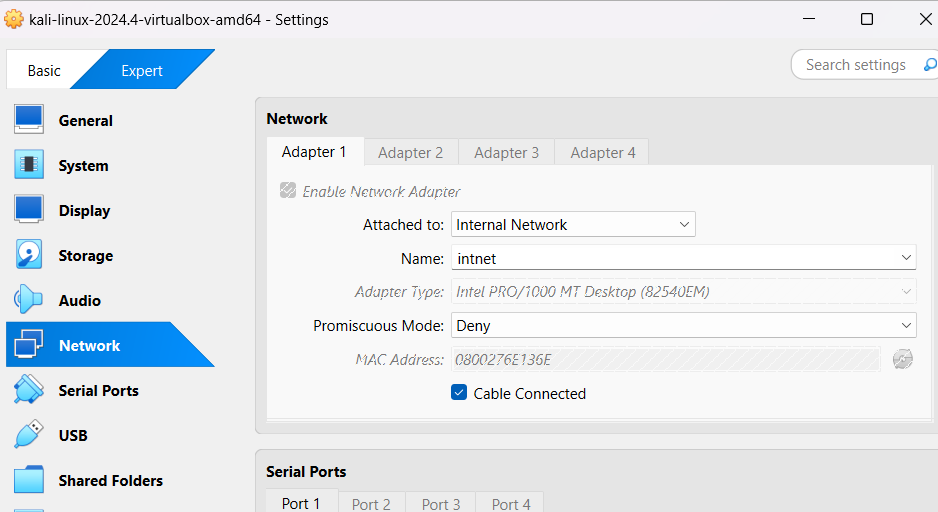 kali-linux-2024.4-virtualbox-amd64 - Settings
Basic Expert Search settings
General
System
Display
Storage
Audio
Network
Serial Ports
USB
Shared Folders
Network
Adapter 1 Adapter 2 Adapter 3 Adapter 4
Enable Network Adapter
Attached to: Internal Network
Name: intnet
Adapter Type: Intel PRO/1000 MT Desktop (82540EM)
Promiscuous Mode: Deny
MAC Address: 0800276E136E
Cable Connected
Serial Ports
Port 1 Port 2 Port 3 Port 4